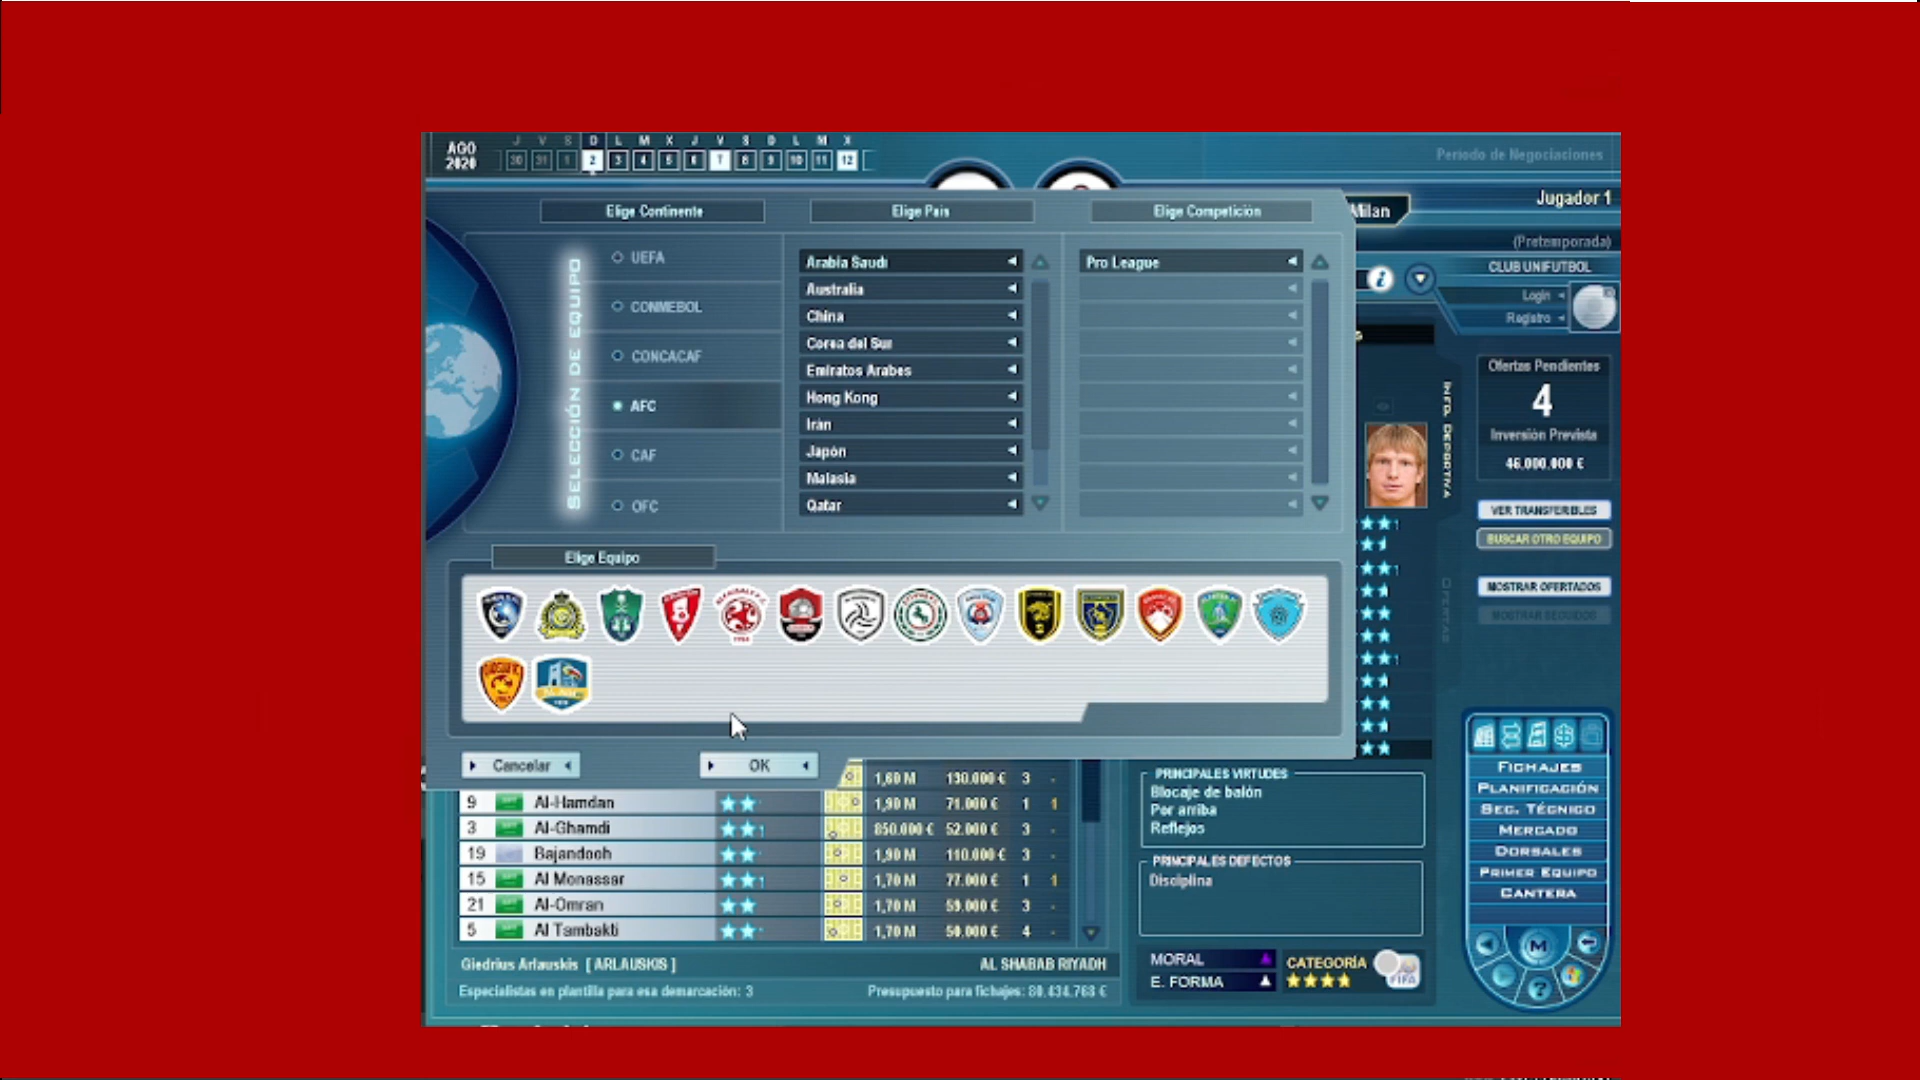 AGO
2020
J V S D L M X J V S D L M X
30 31 1 2 3 4 5 6 7 8 9 10 11 12
Periodo de Negociaciones
Jugador 1
Milan
(Pretemporada)
CLUB UNIFUTBOL
Login
Registro
Elige Continente
Elige País
Elige Competición
SELECCIÓN DE EQUIPO
UEFA
CONMEBOL
CONCACAF
AFC
CAF
OFC
Arabia Saudí
Australia
China
Corea del Sur
Emiratos Arabes
Hong Kong
Irán
Japón
Malasia
Qatar
Pro League
INFO. DEPORTIVA
OFERTAS
Ofertas Pendientes
4
Inversión Prevista
46.000.000 €
VER TRANSFERIBLES
BUSCAR OTRO EQUIPO
MOSTRAR OFERTADOS
MOSTRAR SEGUIDOS
Elige Equipo
Cancelar
OK
1,60 M 130.000 € 3 -
9 Al-Hamdan 1,90 M 71.000 € 1 1
3 Al-Ghamdi 850.000 € 52.000 € 3 -
19 Bajandooh 1,90 M 110.000 € 3 -
15 Al Monassar 1,70 M 77.000 € 1 1
21 Al-Omran 1,70 M 59.000 € 3 -
5 Al Tambakti 1,70 M 50.000 € 4 -
Giedrius Arlauskis [ ARLAUSKIS ]
AL SHABAB RIYADH
Especialistas en plantilla para esa demarcación: 3
Presupuesto para fichajes: 80.434.768 €
PRINCIPALES VIRTUDES
Blocaje de balón
Por arriba
Reflejos
PRINCIPALES DEFECTOS
Disciplina
MORAL
E. FORMA
CATEGORÍA
FIFA
FICHAJES
PLANIFICACIÓN
SEC. TÉCNICO
MERCADO
DORSALES
PRIMER EQUIPO
CANTERA
M
?